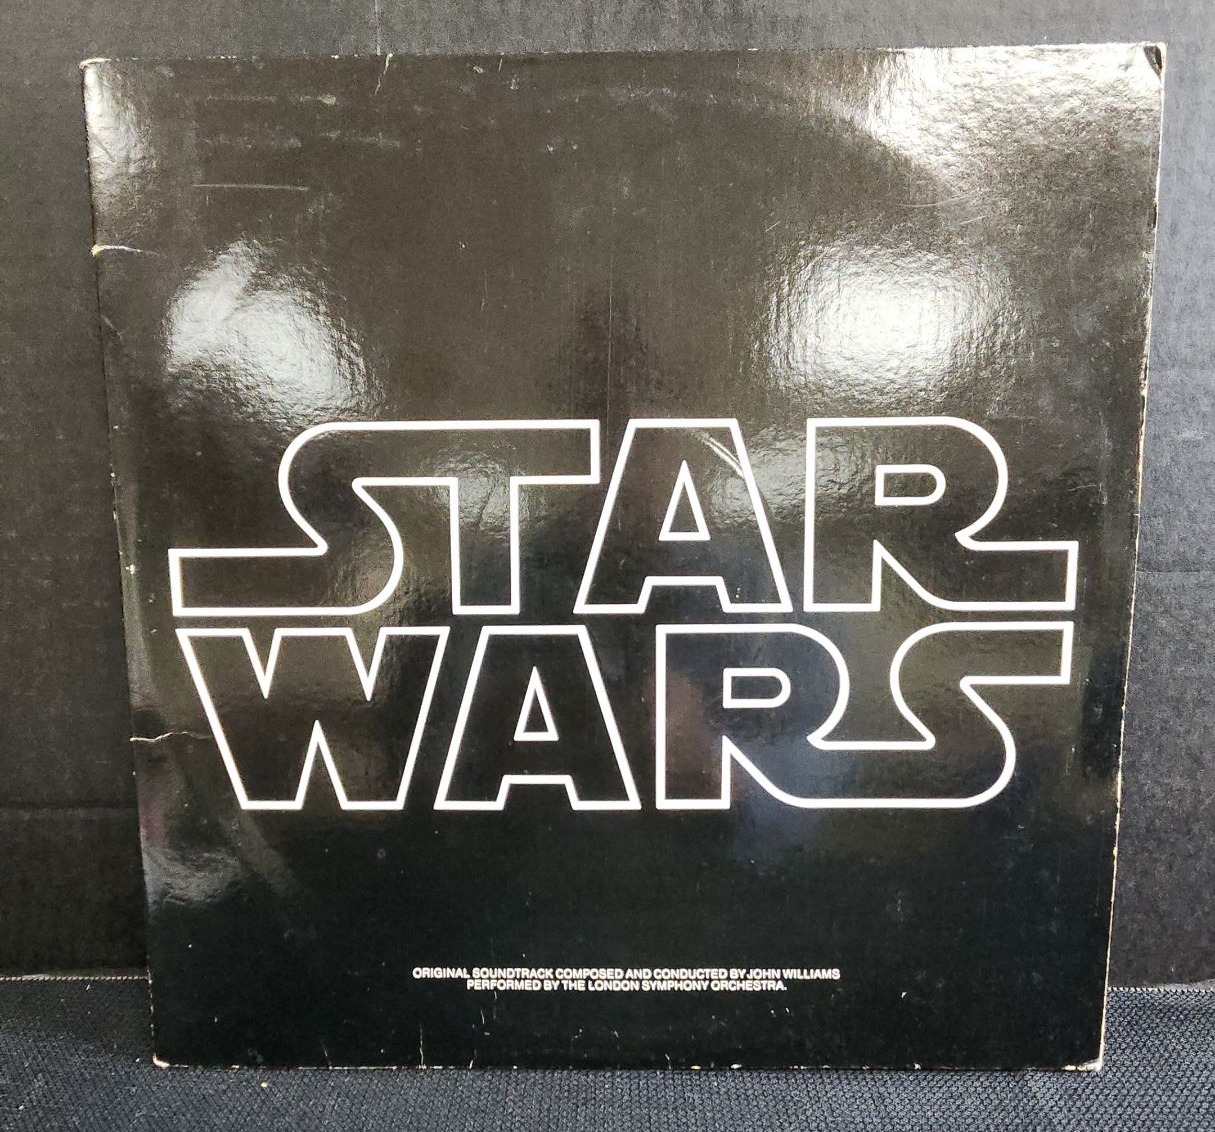 STAR
WARS
ORIGINAL SOUNDTRACK COMPOSED AND CONDUCTED BY JOHN WILLIAMS
PERFORMED BY THE LONDON SYMPHONY ORCHESTRA.